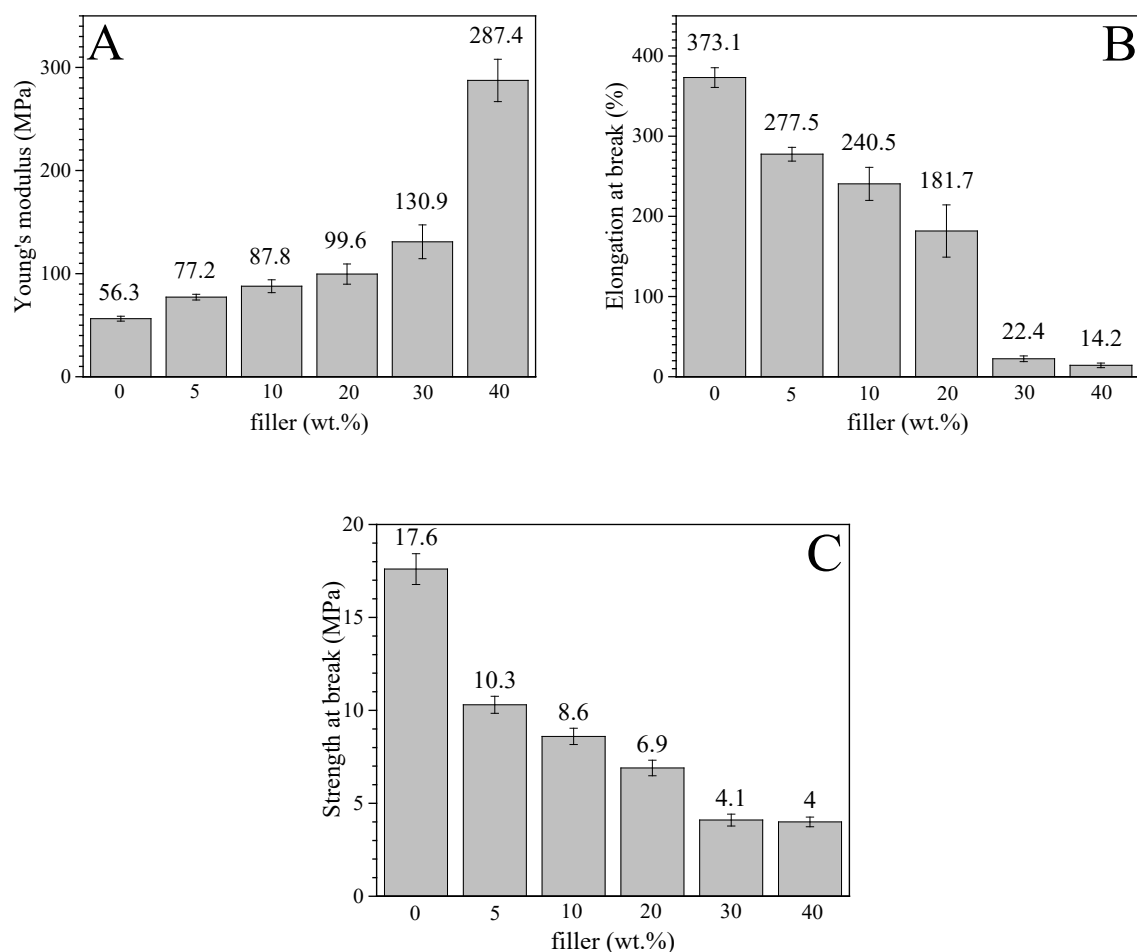 A
Young's modulus (MPa)
300
200
100
0
56.3
77.2
87.8
99.6
130.9
287.4
0 5 10 20 30 40
filler (wt.%)
B
Elongation at break (%)
400
300
200
100
0
373.1
277.5
240.5
181.7
22.4
14.2
0 5 10 20 30 40
filler (wt.%)
C
Strength at break (MPa)
20
15
10
5
0
17.6
10.3
8.6
6.9
4.1
4
0 5 10 20 30 40
filler (wt.%)